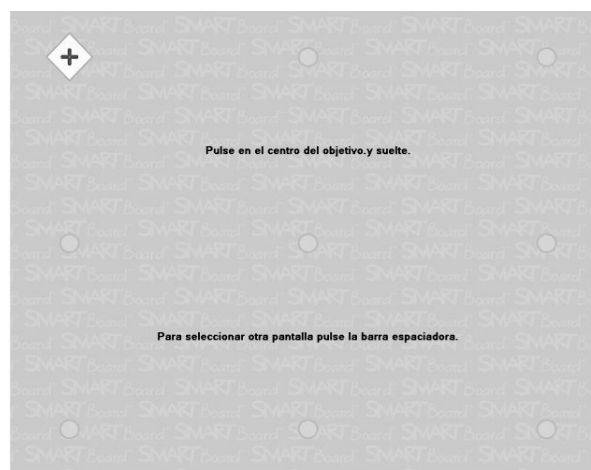 Pulse en el centro del objetivo.y suelte.
Para seleccionar otra pantalla pulse la barra espaciadora.